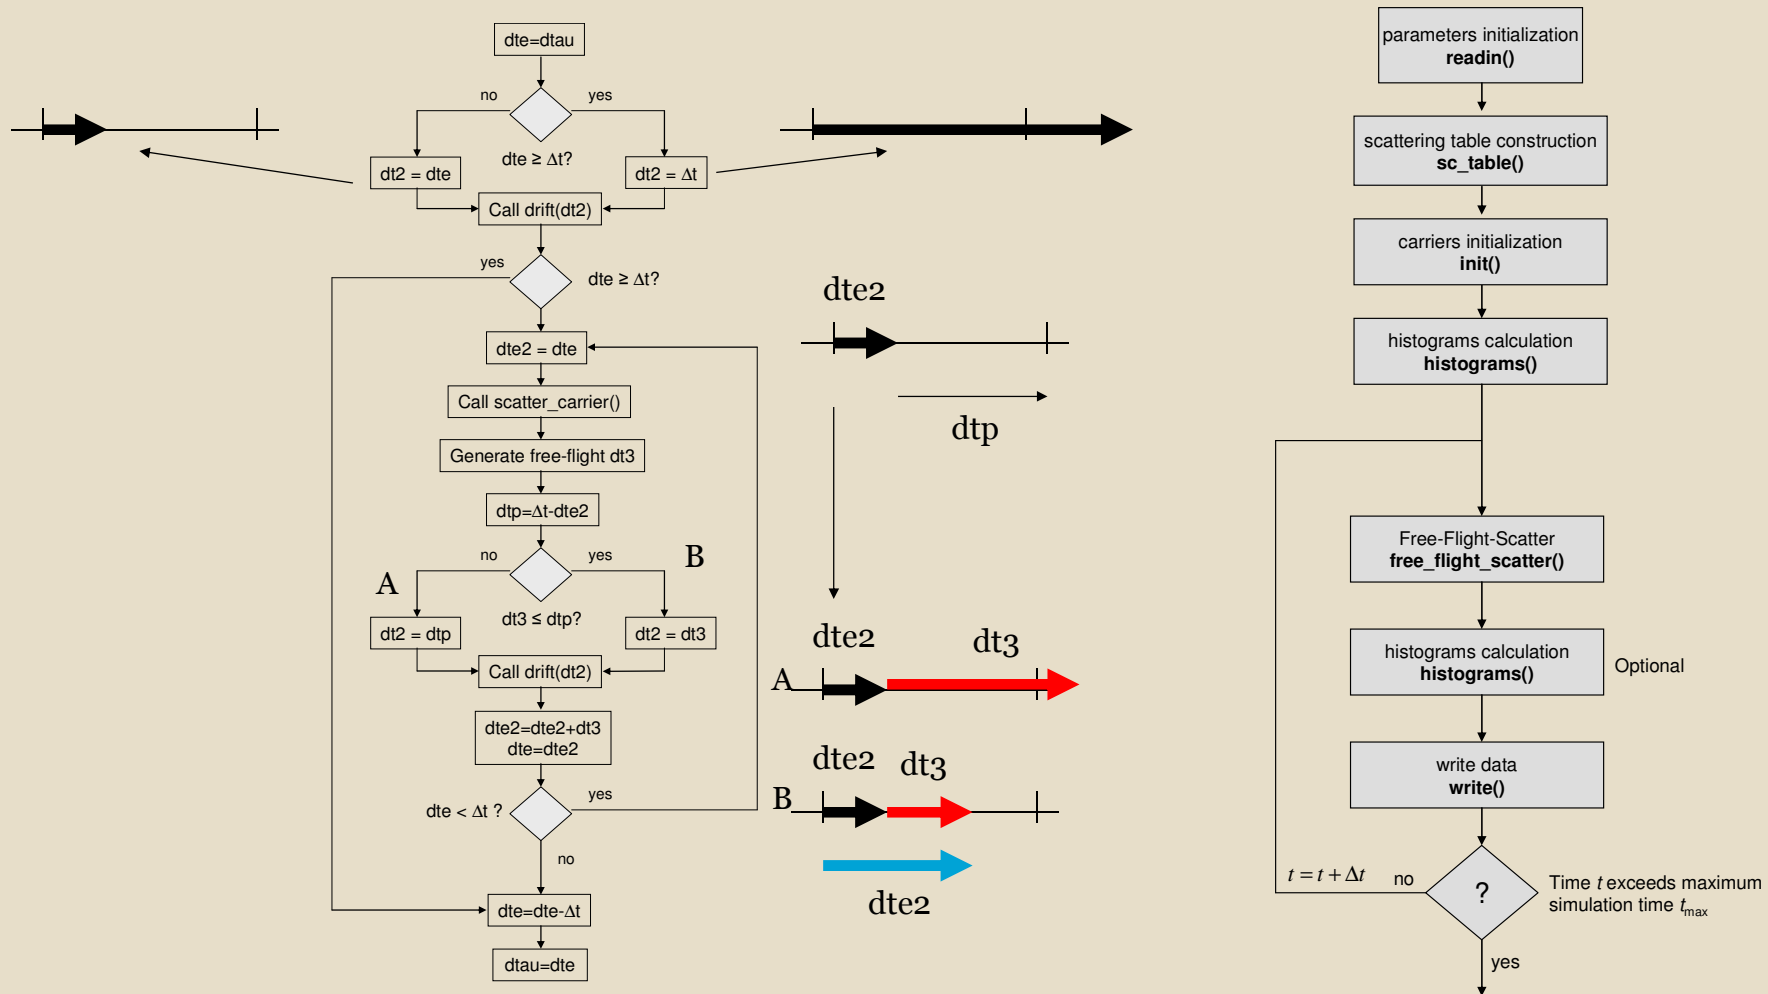 dte=dtau
no
yes
dte ≥ Δt?
dt2 = dte
dt2 = Δt
Call drift(dt2)
yes
dte ≥ Δt?
dte2 = dte
Call scatter_carrier()
Generate free-flight dt3
dtp=Δt-dte2
no
yes
A
B
dt3 ≤ dtp?
dt2 = dtp
dt2 = dt3
Call drift(dt2)
dte2=dte2+dt3
dte=dte2
dte < Δt ?
yes
no
dte=dte-Δt
dtau=dte
dte2
dtp
dte2
dt3
A
dte2
dt3
B
dte2
parameters initialization
readin()
scattering table construction
sc_table()
carriers initialization
init()
histograms calculation
histograms()
Free-Flight-Scatter
free_flight_scatter()
histograms calculation
histograms()
Optional
write data
write()
t = t + Δt
no
?
Time t exceeds maximum
simulation time tmax
yes